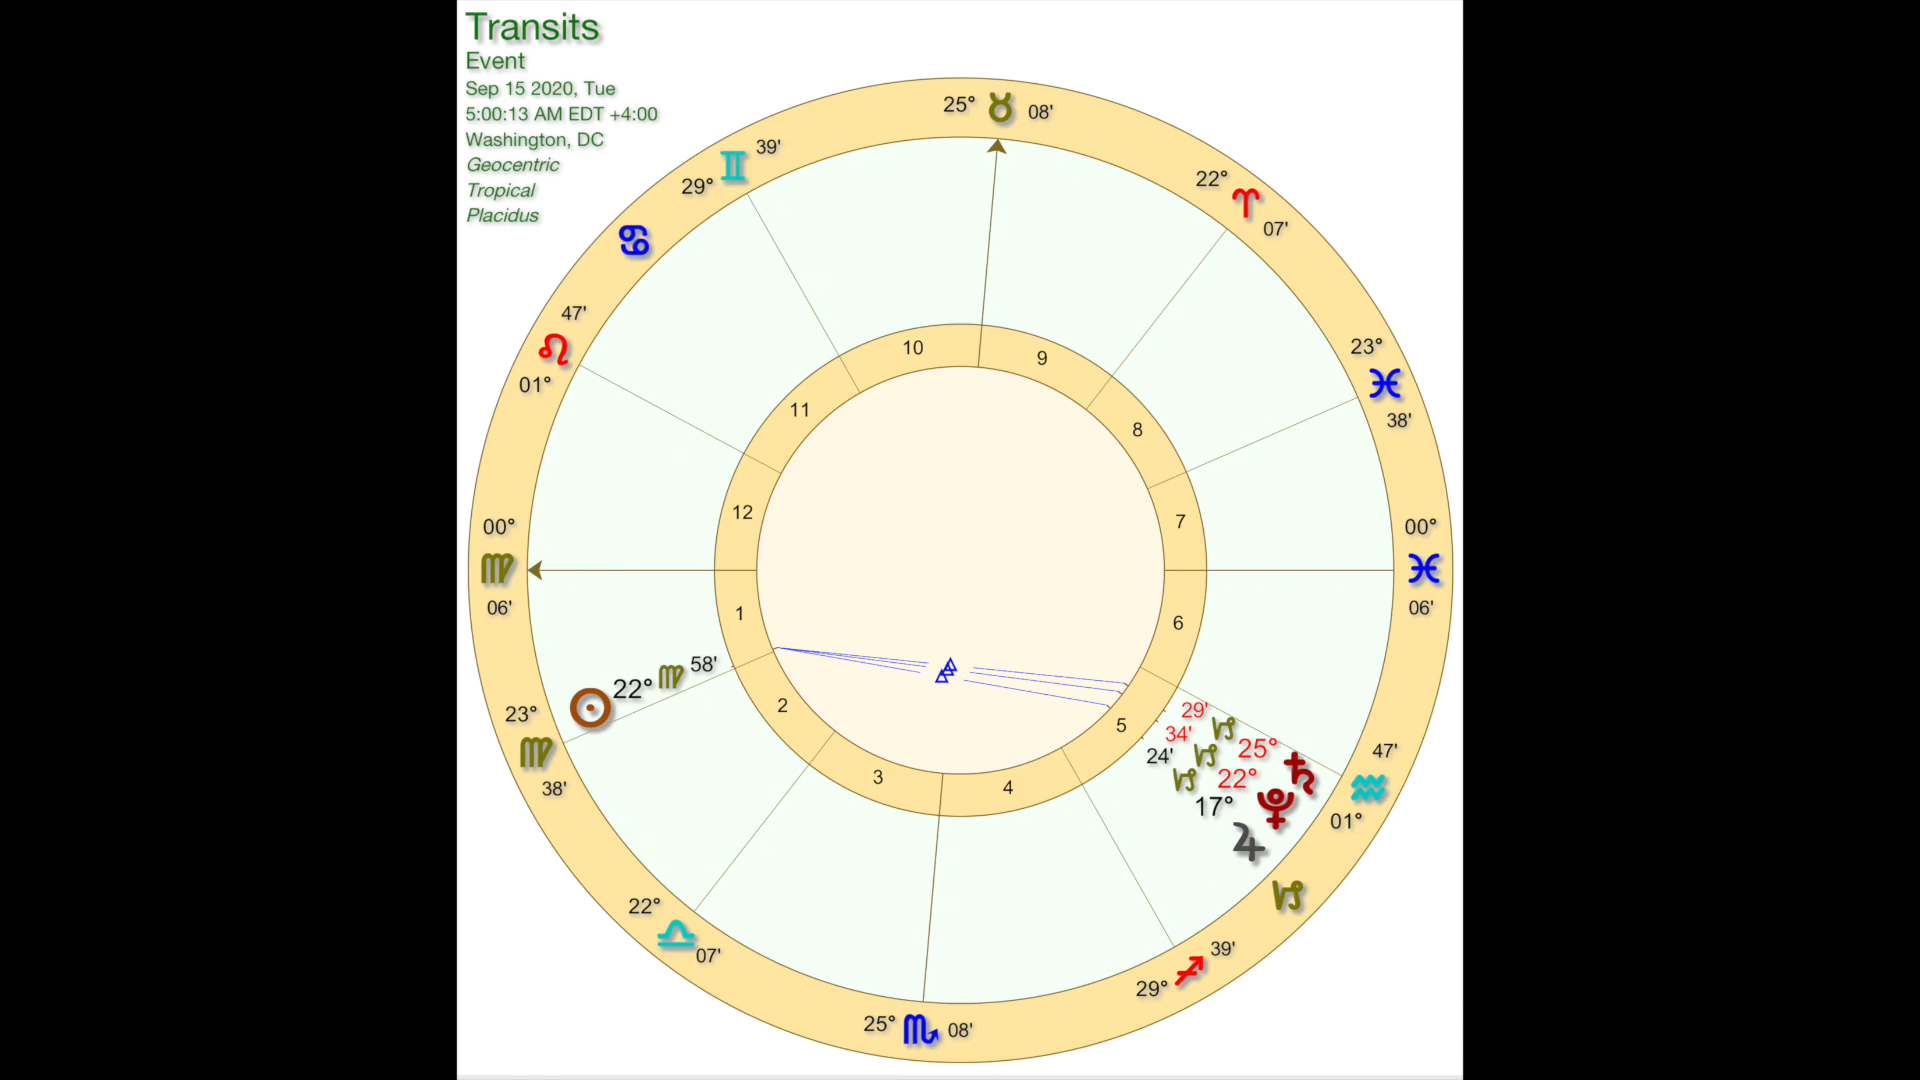 Transits
Event
Sep 15 2020, Tue
5:00:13 AM EDT +4:00
Washington, DC
Geocentric
Tropical
Placidus
25° ♉ 08'
22° ♈ 07'
23° ♓ 38'
00° ♓ 06'
47' ♒ 01°
♑
29° ♐ 39'
25° ♏ 08'
22° ♎ 07'
23° ♍ 38'
00° ♍ 06'
47' ♌ 01°
♋
29° ♊ 39'
10
9
11
8
12
7
1
6
2
5
3
4
☉ 22° ♍ 58'
29' ♑ 25° ♄
34' ♑ 22° ♇
24' ♑ 17° ♃